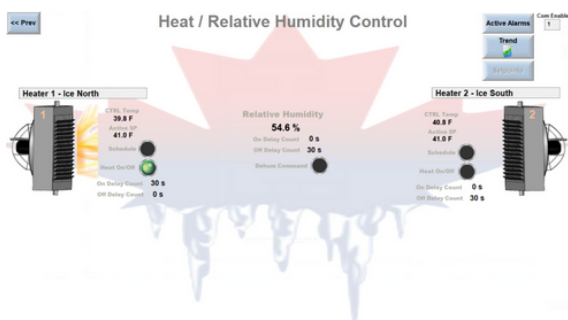 << Prev
Heat / Relative Humidity Control
Active Alarms
Com Enable
1
Trend
Setpoints
Heater 1 - Ice North
1
CTRL Temp
39.8 F
Active SP
41.0 F
Schedule
Heat On/Off
On Delay Count 30 s
Off Delay Count 0 s
Relative Humidity
54.6 %
On Delay Count 0 s
Off Delay Count 30 s
Dehum Command
Heater 2 - Ice South
2
CTRL Temp
40.8 F
Active SP
41.0 F
Schedule
Heat On/Off
On Delay Count 0 s
Off Delay Count 30 s